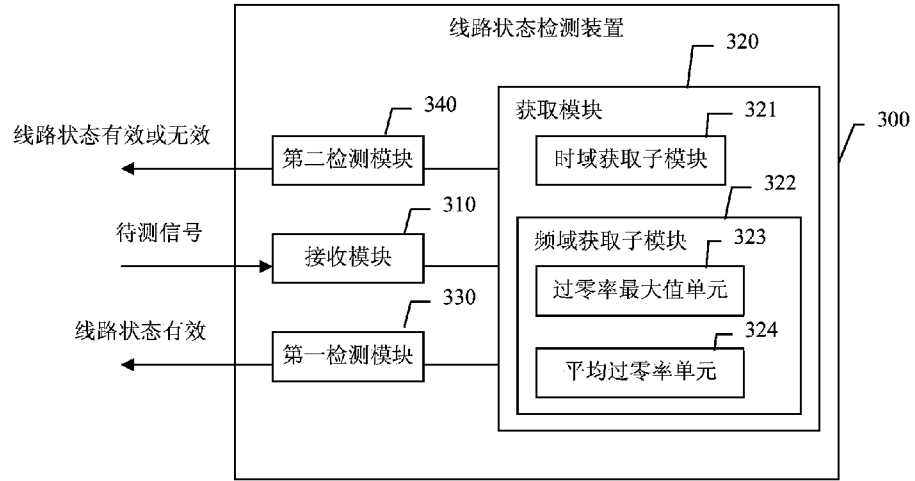 线路状态检测装置
320
获取模块
340
321
300
线路状态有效或无效
第二检测模块
时域获取子模块
322
待测信号
310
频域获取子模块
323
接收模块
过零率最大值单元
330
线路状态有效
第一检测模块
324
平均过零率单元